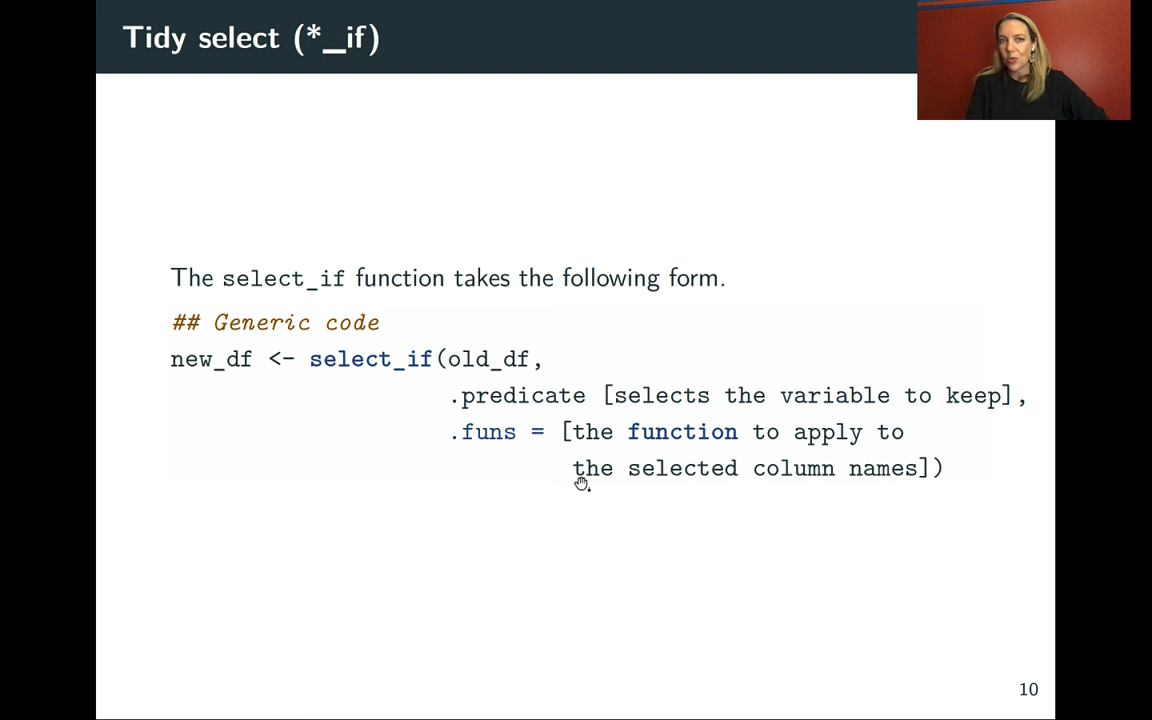 Tidy select (*_if)
The select_if function takes the following form.
## Generic code
new_df <- select_if(old_df,
.predicate [selects the variable to keep],
.funs = [the function to apply to
the selected column names])
10